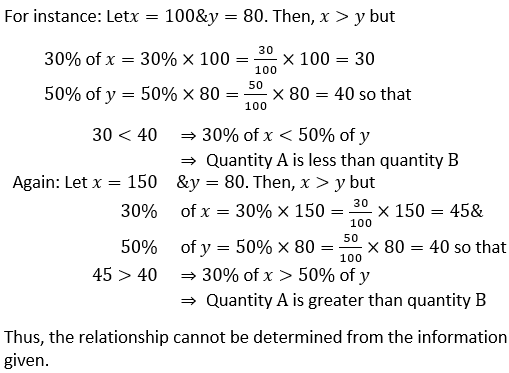 For instance: Letx = 100&y = 80. Then, x > y but
30% of x = 30% × 100 = 30/100 × 100 = 30
50% of y = 50% × 80 = 50/100 × 80 = 40 so that
30 < 40 ⇒ 30% of x < 50% of y
⇒ Quantity A is less than quantity B
Again: Let x = 150 &y = 80. Then, x > y but
30% of x = 30% × 150 = 30/100 × 150 = 45&
50% of y = 50% × 80 = 50/100 × 80 = 40 so that
45 > 40 ⇒ 30% of x > 50% of y
⇒ Quantity A is greater than quantity B
Thus, the relationship cannot be determined from the information
given.